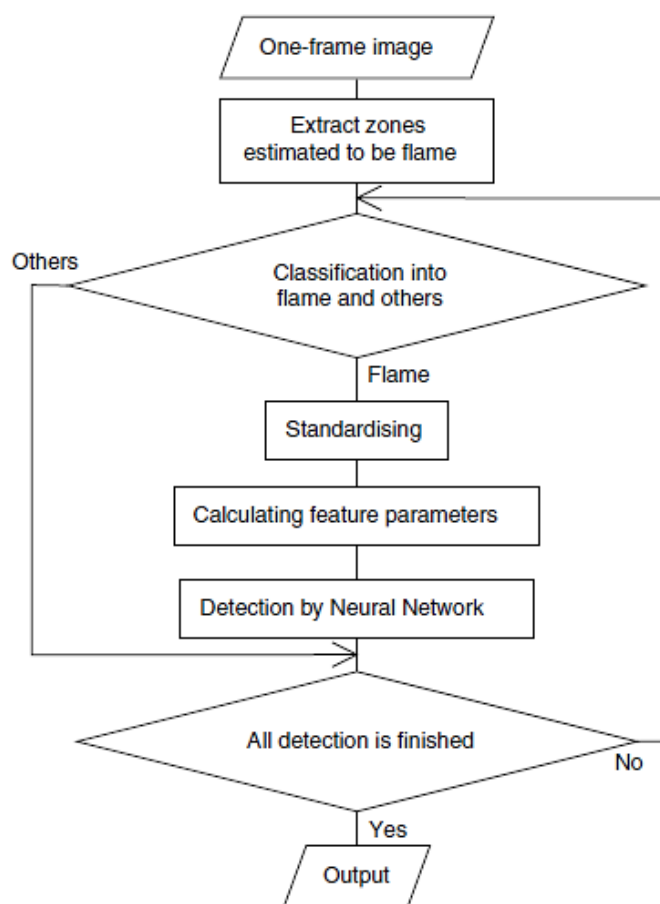 One-frame image
Extract zones
estimated to be flame
Others
Classification into
flame and others
Flame
Standardising
Calculating feature parameters
Detection by Neural Network
All detection is finished
No
Yes
Output